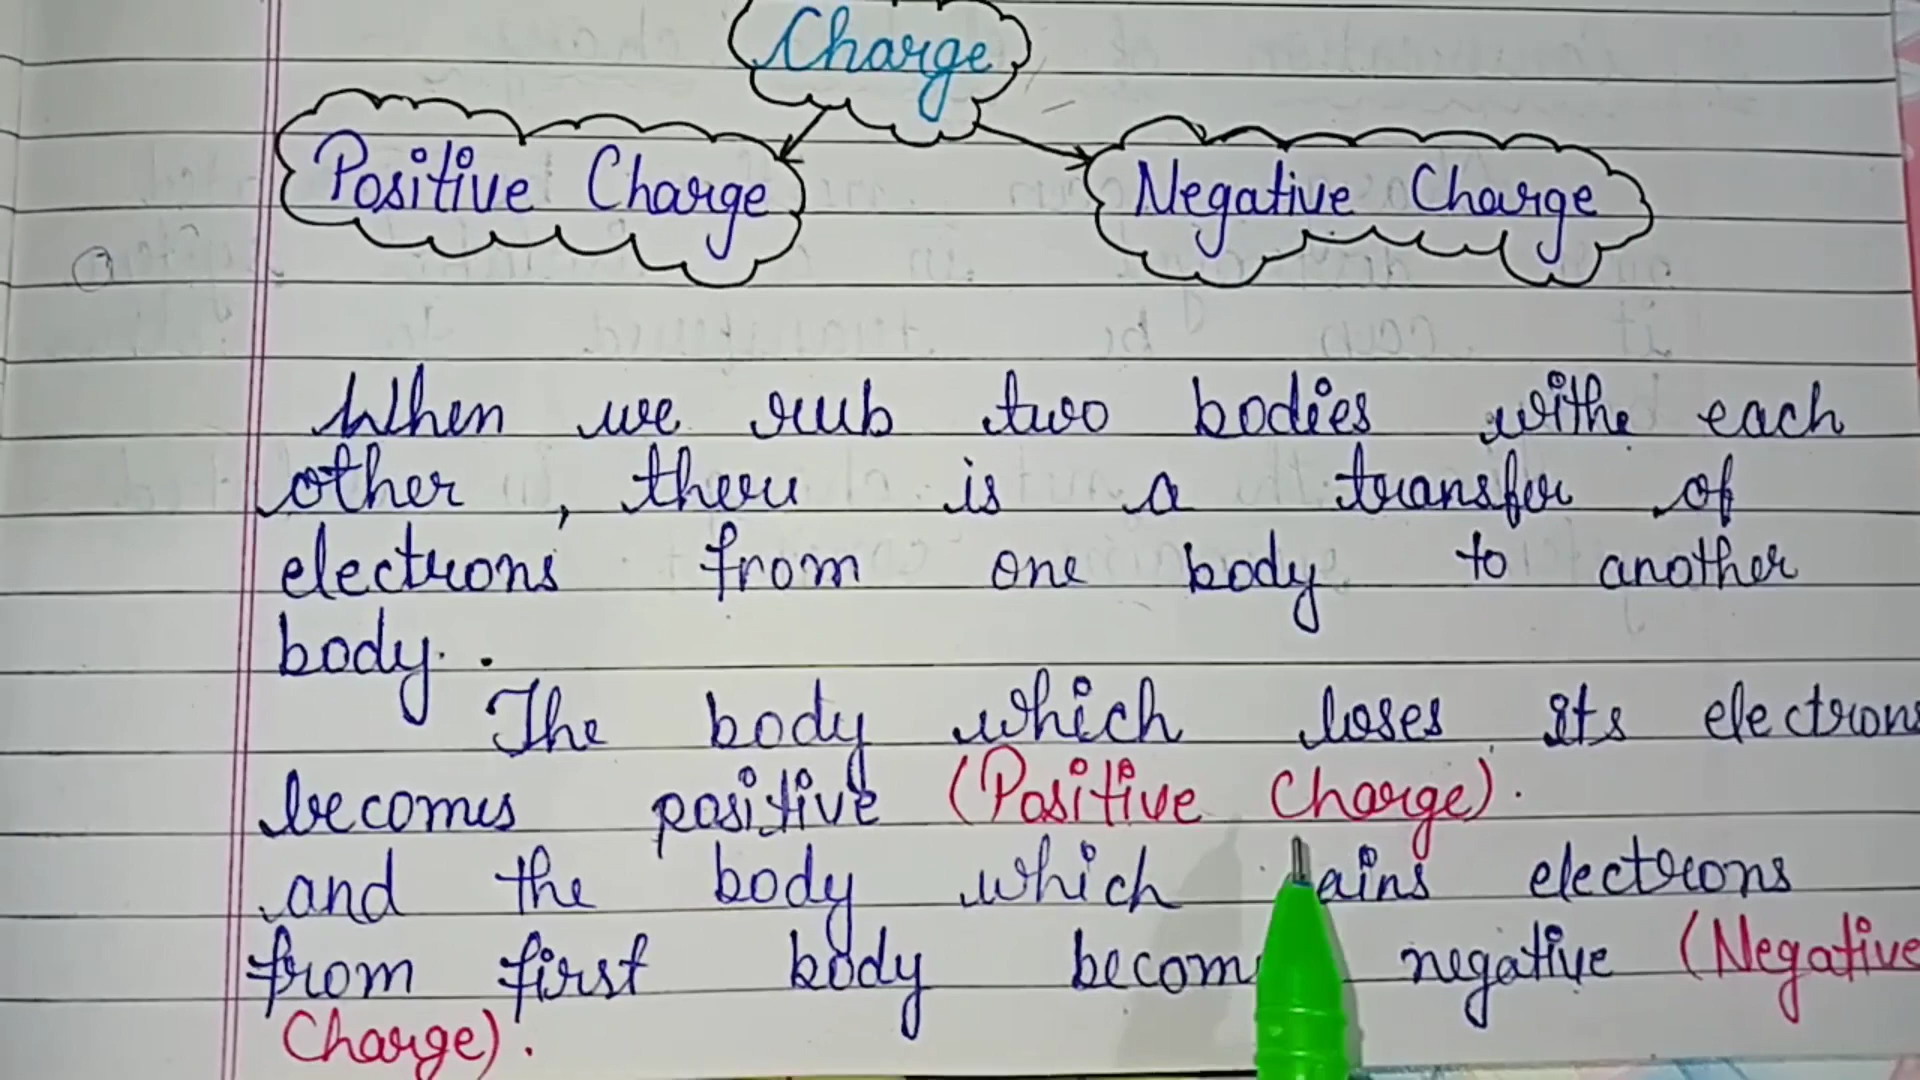 Charge
Positive Charge Negative Charge
When we rub two bodies withe each
other, there is a transfer of
electrons from one body to another
body.
The body which loses its electrons
becomes positive (Positive Charge).
and the body which electrons
from first body negative (Negative
Charge).